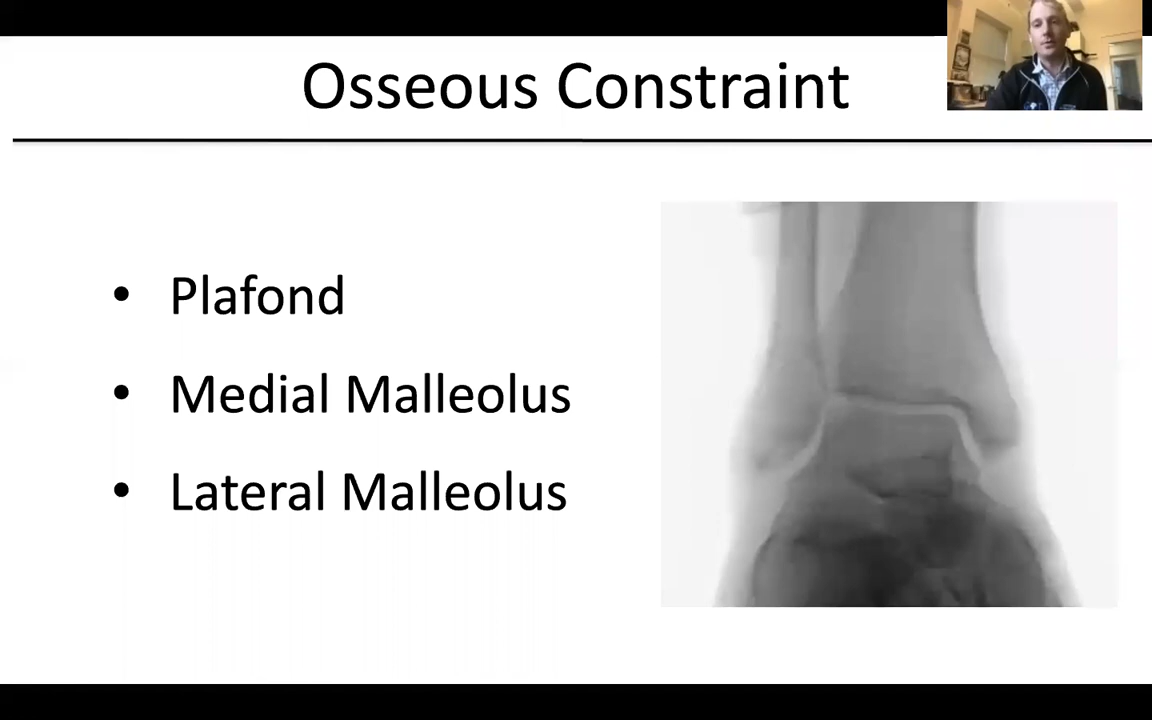 Osseous Constraint
• Plafond
• Medial Malleolus
• Lateral Malleolus